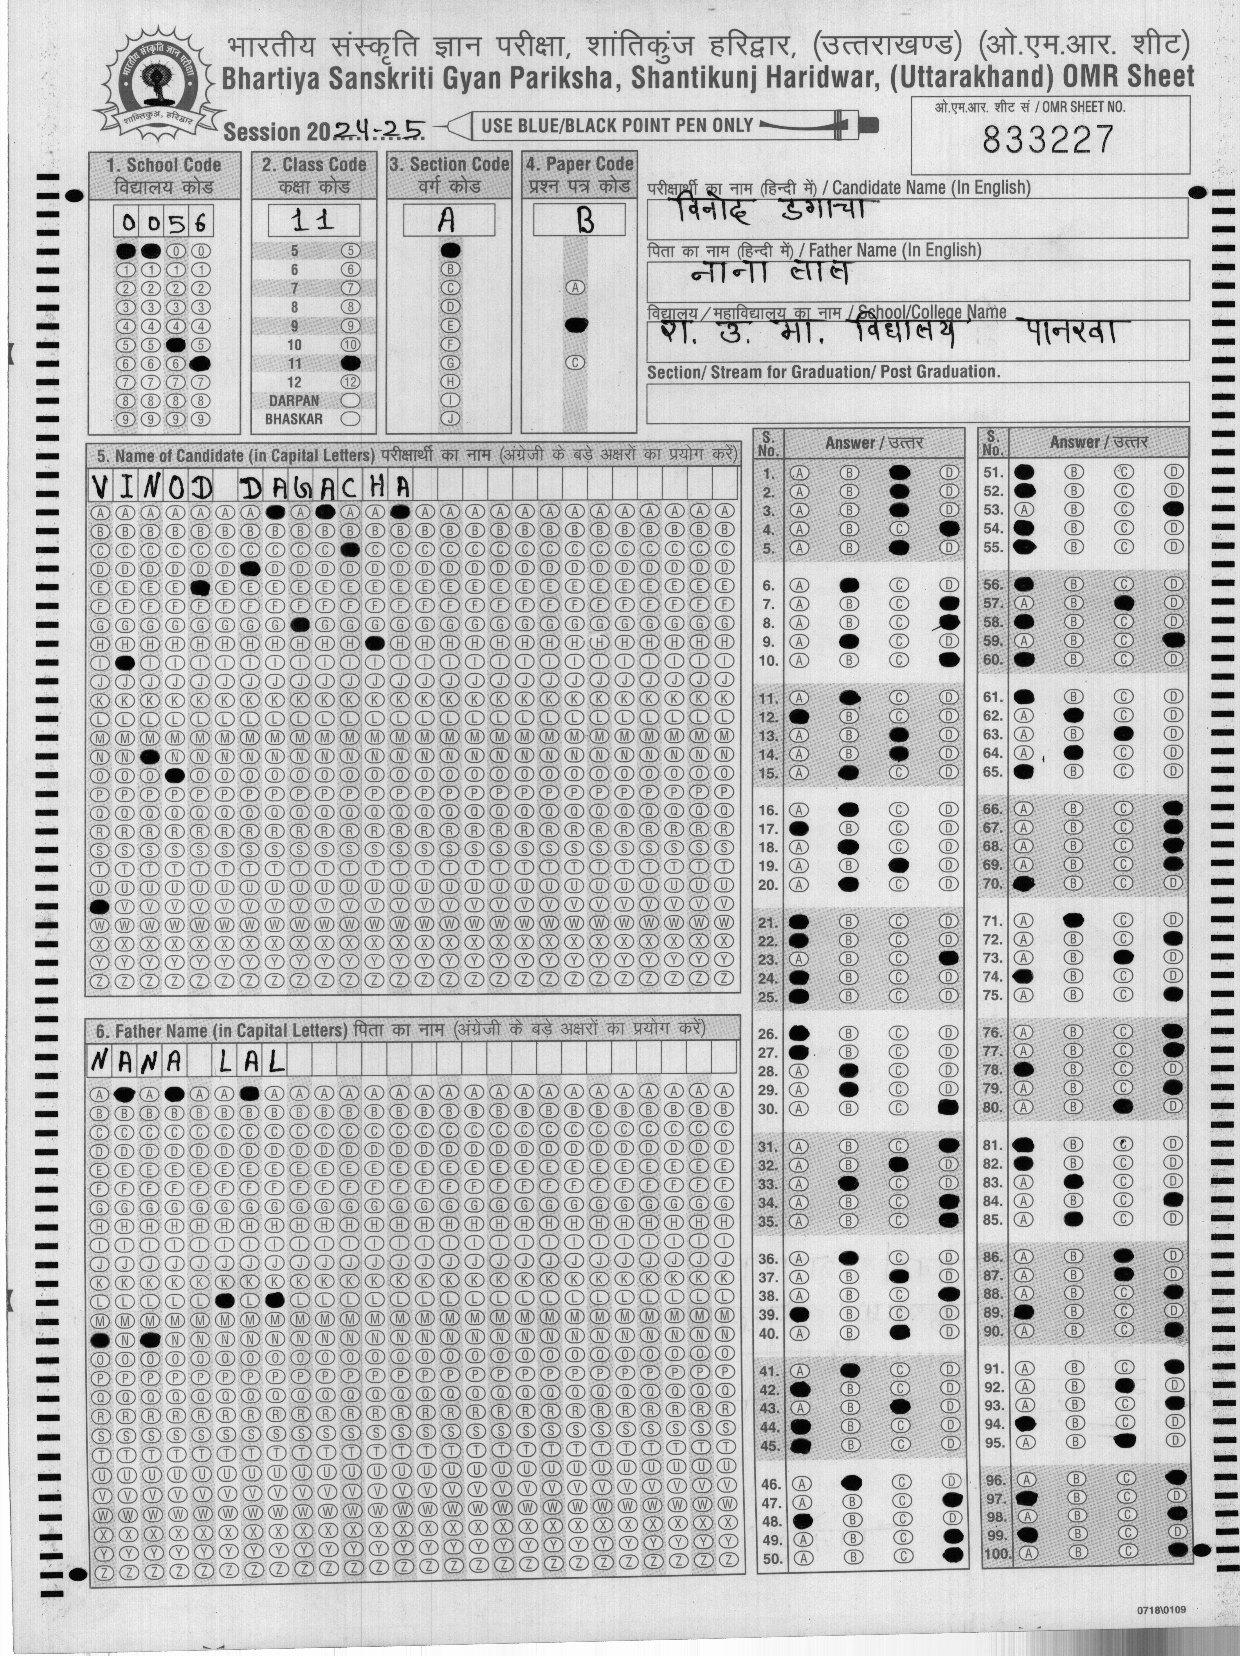 भारतीय संस्कृति ज्ञान परीक्षा, शांतिकुंज हरिद्वार, (उत्तराखण्ड) (ओ.एम.आर. शीट)
Bhartiya Sanskriti Gyan Pariksha, Shantikunj Haridwar, (Uttarakhand) OMR Sheet
Session 2024-25
USE BLUE/BLACK POINT PEN ONLY
ओ.एम.आर. शीट सं / OMR SHEET NO.
833227
1. School Code
विद्यालय कोड
0056
2. Class Code
कक्षा कोड
11
5
6
7
8
9
10
11
12
DARPAN
BHASKAR
3. Section Code
वर्ग कोड
A
4. Paper Code
प्रश्न पत्र कोड
B
परीक्षार्थी का नाम (हिन्दी में) / Candidate Name (In English)
विनोद डगाचा
पिता का नाम (हिन्दी में) / Father Name (In English)
नाना लाल
विद्यालय / महाविद्यालय का नाम / School/College Name
रा. उ. मा. विद्यालय पानरवा
Section/ Stream for Graduation/ Post Graduation.
5. Name of Candidate (in Capital Letters) परीक्षार्थी का नाम (अंग्रेजी के बड़े अक्षरों का प्रयोग करें)
VINOD DAGACHA
6. Father Name (in Capital Letters) पिता का नाम (अंग्रेजी के बड़े अक्षरों का प्रयोग करें)
NANA LAL
S. No. Answer / उत्तर
S. No. Answer / उत्तर
0718\0109